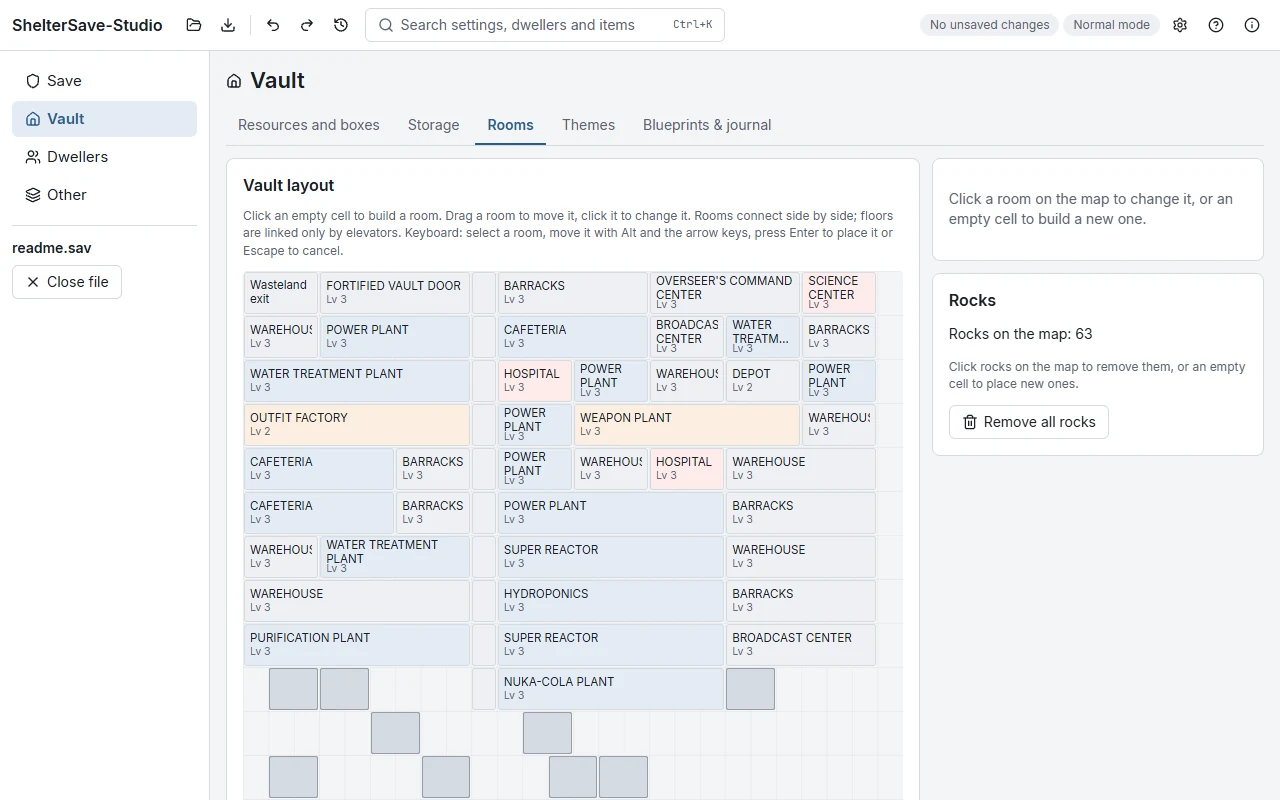 ShelterSave-Studio
Search settings, dwellers and items
Ctrl+K
No unsaved changes
Normal mode
Save
Vault
Dwellers
Other
readme.sav
Close file
Vault
Resources and boxes
Storage
Rooms
Themes
Blueprints & journal
Vault layout
Click an empty cell to build a room. Drag a room to move it, click it to change it. Rooms connect side by side; floors
are linked only by elevators. Keyboard: select a room, move it with Alt and the arrow keys, press Enter to place it or
Escape to cancel.
Wasteland
exit
FORTIFIED VAULT DOOR
Lv 3
BARRACKS
Lv 3
OVERSEER'S COMMAND
CENTER
Lv 3
SCIENCE
CENTER
Lv 3
WAREHOUS
Lv 3
POWER PLANT
Lv 3
CAFETERIA
Lv 3
BROADCAS
CENTER
Lv 3
WATER
TREATM...
Lv 3
BARRACKS
Lv 3
WATER TREATMENT PLANT
Lv 3
HOSPITAL
Lv 3
POWER
PLANT
Lv 3
WAREHOUS
Lv 3
DEPOT
Lv 2
POWER
PLANT
Lv 3
OUTFIT FACTORY
Lv 2
POWER
PLANT
Lv 3
WEAPON PLANT
Lv 3
WAREHOUS
Lv 3
CAFETERIA
Lv 3
BARRACKS
Lv 3
POWER
PLANT
Lv 3
WAREHOUS
Lv 3
HOSPITAL
Lv 3
WAREHOUSE
Lv 3
CAFETERIA
Lv 3
BARRACKS
Lv 3
POWER PLANT
Lv 3
BARRACKS
Lv 3
WAREHOUS
Lv 3
WATER TREATMENT
PLANT
Lv 3
SUPER REACTOR
Lv 3
WAREHOUSE
Lv 3
WAREHOUSE
Lv 3
HYDROPONICS
Lv 3
BARRACKS
Lv 3
PURIFICATION PLANT
Lv 3
SUPER REACTOR
Lv 3
BROADCAST CENTER
Lv 3
NUKA-COLA PLANT
Lv 3
Click a room on the map to change it, or an
empty cell to build a new one.
Rocks
Rocks on the map: 63
Click rocks on the map to remove them, or an empty
cell to place new ones.
Remove all rocks